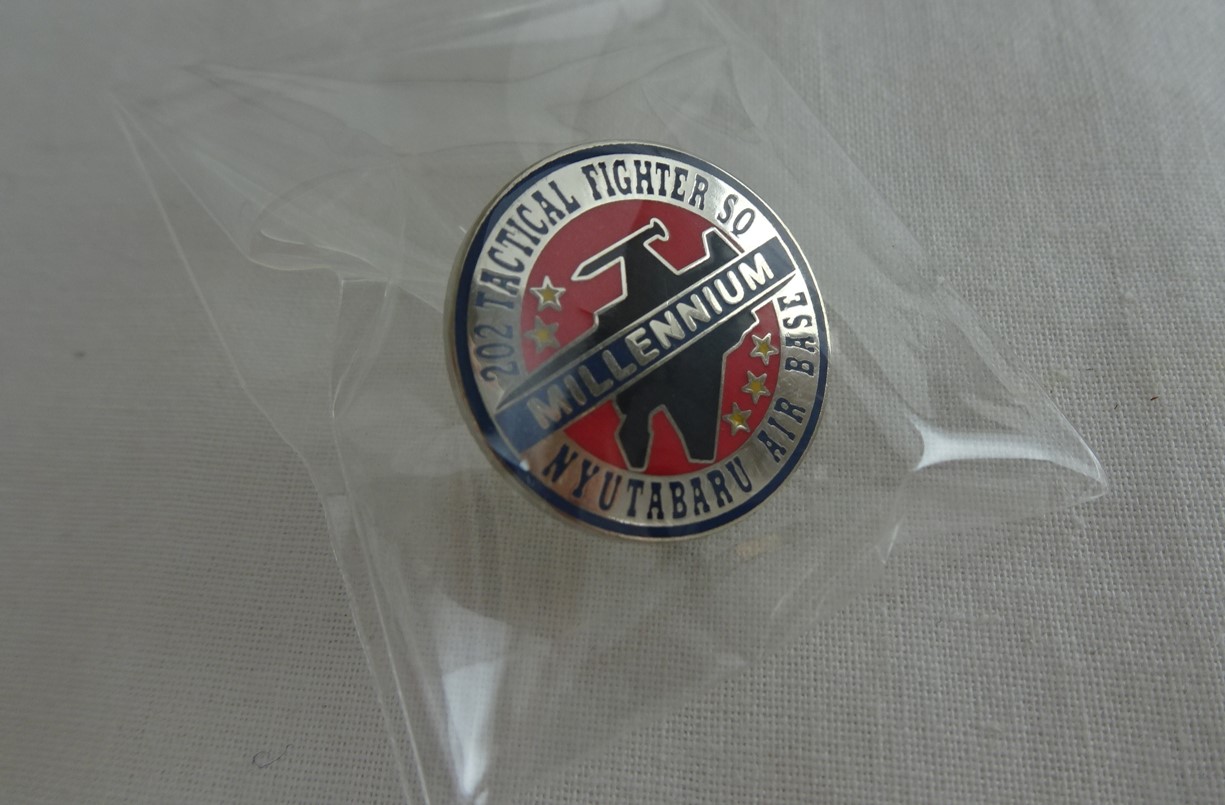 202 TACTICAL FIGHTER SQ
MILLENNIUM
NYUTABARU AIR BASE